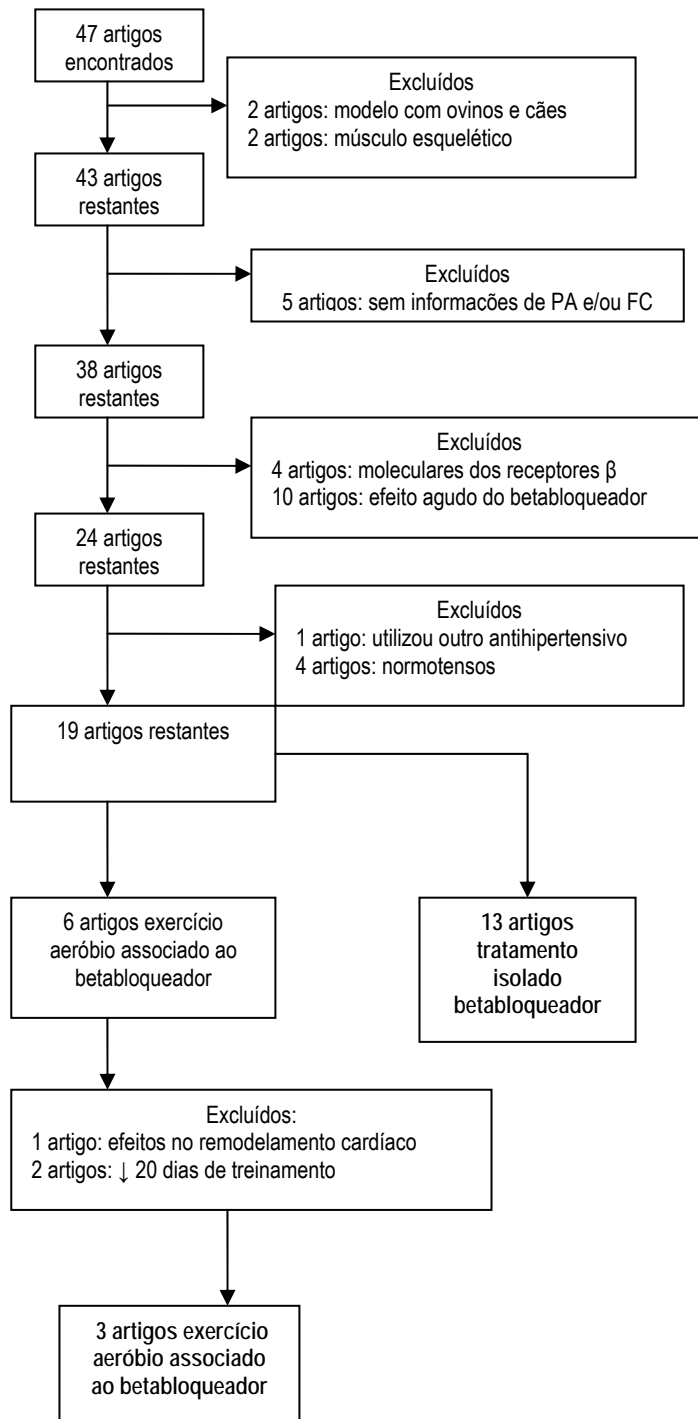 47 artigos
encontrados
Excluídos
2 artigos: modelo com ovinos e cães
2 artigos: músculo esquelético
43 artigos
restantes
Excluídos
5 artigos: sem informações de PA e/ou FC
38 artigos
restantes
Excluídos
4 artigos: moleculares dos receptores β
10 artigos: efeito agudo do betabloqueador
24 artigos
restantes
Excluídos
1 artigo: utilizou outro antihipertensivo
4 artigos: normotensos
19 artigos restantes
6 artigos exercício
aeróbio associado ao
betabloqueador
13 artigos
tratamento
isolado
betabloqueador
Excluídos:
1 artigo: efeitos no remodelamento cardíaco
2 artigos: ↓ 20 dias de treinamento
3 artigos exercício
aeróbio associado
ao betabloqueador